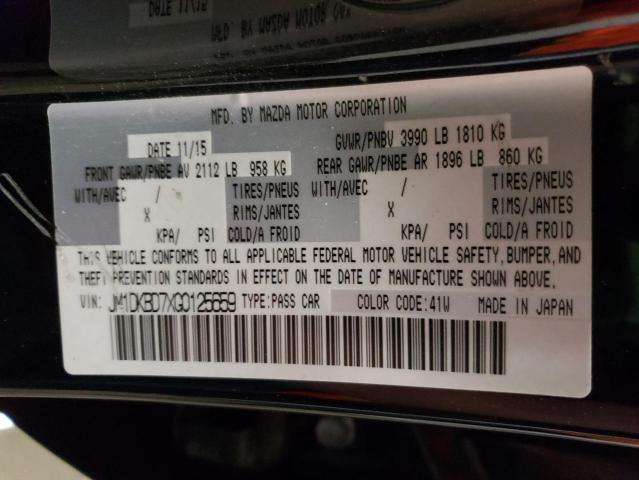 MFD. BY MAZDA MOTOR
MFD. BY MAZDA MOTOR CORPORATION
DATE 11/15 GVWR/PNBV 3990 LB 1810 KG
FRONT GAWR/PNBE AV 2112 LB 958 KG REAR GAWR/PNBE AR 1896 LB 860 KG
WITH/AVEC / TIRES/PNEUS WITH/AVEC / TIRES/PNEUS
X RIMS/JANTES X RIMS/JANTES
KPA/ PSI COLD/A FROID KPA/ PSI COLD/A FROID
THIS VEHICLE CONFORMS TO ALL APPLICABLE FEDERAL MOTOR VEHICLE SAFETY, BUMPER, AND
THEFT PREVENTION STANDARDS IN EFFECT ON THE DATE OF MANUFACTURE SHOWN ABOVE.
VIN: JM1DKBD7XG0125659 TYPE:PASS CAR COLOR CODE:41W MADE IN JAPAN